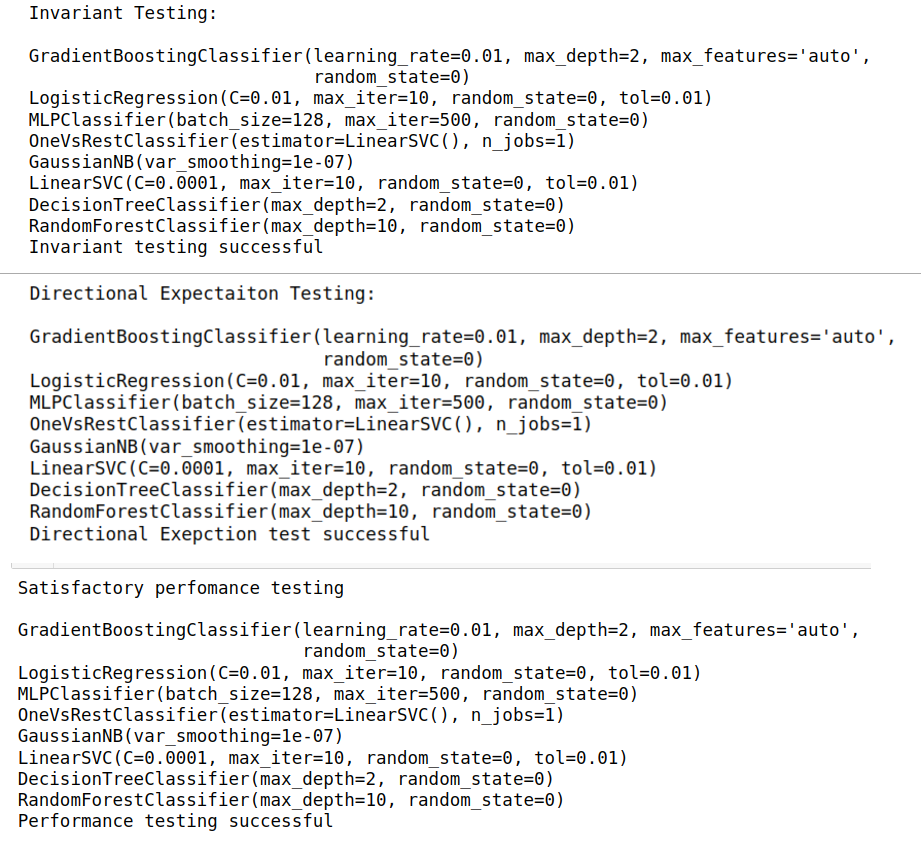 Invariant Testing:
GradientBoostingClassifier(learning_rate=0.01, max_depth=2, max_features='auto',
random_state=0)
LogisticRegression(C=0.01, max_iter=10, random_state=0, tol=0.01)
MLPClassifier(batch_size=128, max_iter=500, random_state=0)
OneVsRestClassifier(estimator=LinearSVC(), n_jobs=1)
GaussianNB(var_smoothing=1e-07)
LinearSVC(C=0.0001, max_iter=10, random_state=0, tol=0.01)
DecisionTreeClassifier(max_depth=2, random_state=0)
RandomForestClassifier(max_depth=10, random_state=0)
Invariant testing successful
Directional Expectaiton Testing:
GradientBoostingClassifier(learning_rate=0.01, max_depth=2, max_features='auto',
random_state=0)
LogisticRegression(C=0.01, max_iter=10, random_state=0, tol=0.01)
MLPClassifier(batch_size=128, max_iter=500, random_state=0)
OneVsRestClassifier(estimator=LinearSVC(), n_jobs=1)
GaussianNB(var_smoothing=1e-07)
LinearSVC(C=0.0001, max_iter=10, random_state=0, tol=0.01)
DecisionTreeClassifier(max_depth=2, random_state=0)
RandomForestClassifier(max_depth=10, random_state=0)
Directional Exepction test successful
Satisfactory perfomance testing
GradientBoostingClassifier(learning_rate=0.01, max_depth=2, max_features='auto',
random_state=0)
LogisticRegression(C=0.01, max_iter=10, random_state=0, tol=0.01)
MLPClassifier(batch_size=128, max_iter=500, random_state=0)
OneVsRestClassifier(estimator=LinearSVC(), n_jobs=1)
GaussianNB(var_smoothing=1e-07)
LinearSVC(C=0.0001, max_iter=10, random_state=0, tol=0.01)
DecisionTreeClassifier(max_depth=2, random_state=0)
RandomForestClassifier(max_depth=10, random_state=0)
Performance testing successful